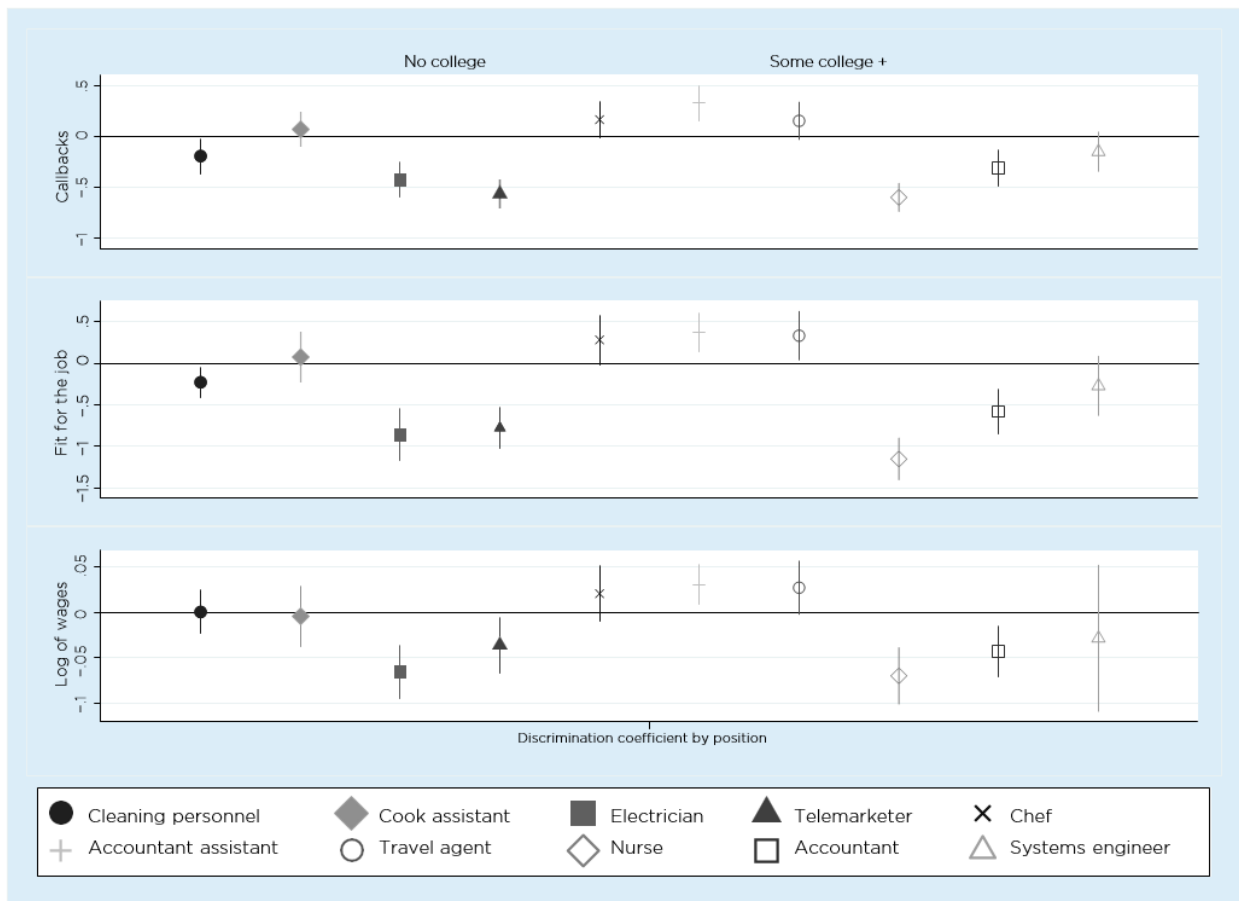 No college Some college +
Callbacks
.5
0
-.5
-1
Fit for the job
.5
0
-.5
-1
-1.5
Log of wages
.05
0
-.05
-.1
Discrimination coefficient by position
Cleaning personnel Cook assistant Electrician Telemarketer Chef
Accountant assistant Travel agent Nurse Accountant Systems engineer